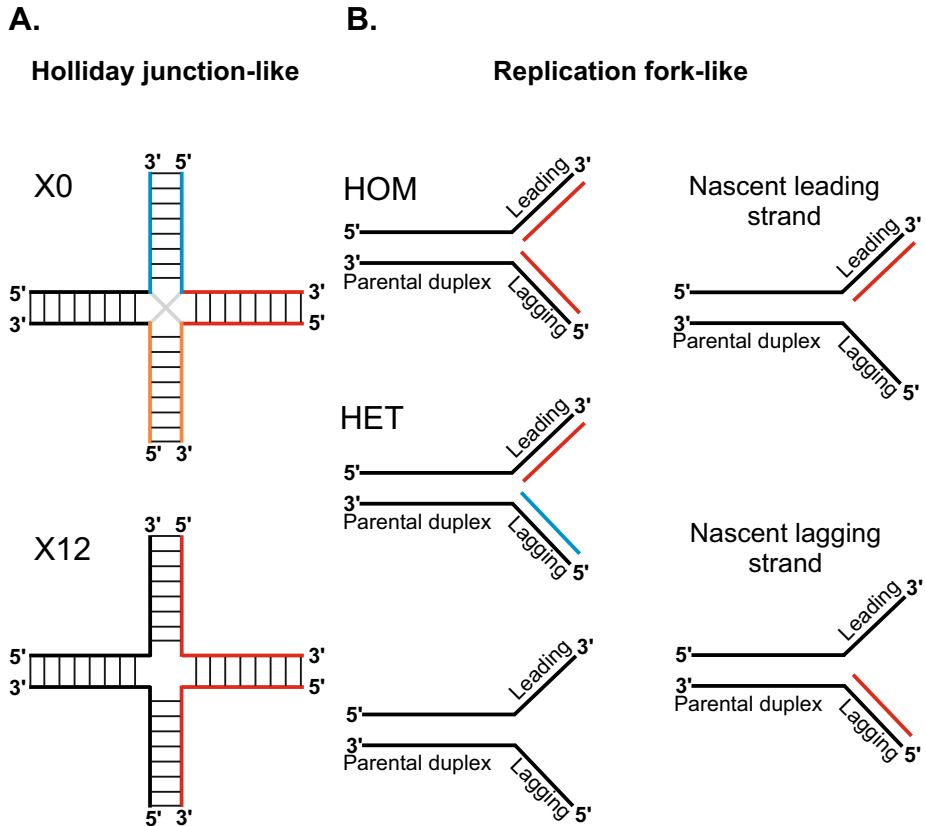 A.
Holliday junction-like
X0
3' 5'
5'
3'
3'
5'
5' 3'
X12
3' 5'
5'
3'
3'
5'
5' 3'
B.
Replication fork-like
HOM
Leading
3'
5'
3'
Parental duplex
Lagging
5'
HET
Leading
3'
5'
3'
Parental duplex
Lagging
5'
Leading
3'
5'
3'
Parental duplex
Lagging
5'
Nascent leading
strand
Leading
3'
5'
3'
Parental duplex
Lagging
5'
Nascent lagging
strand
Leading
3'
5'
3'
Parental duplex
Lagging
5'